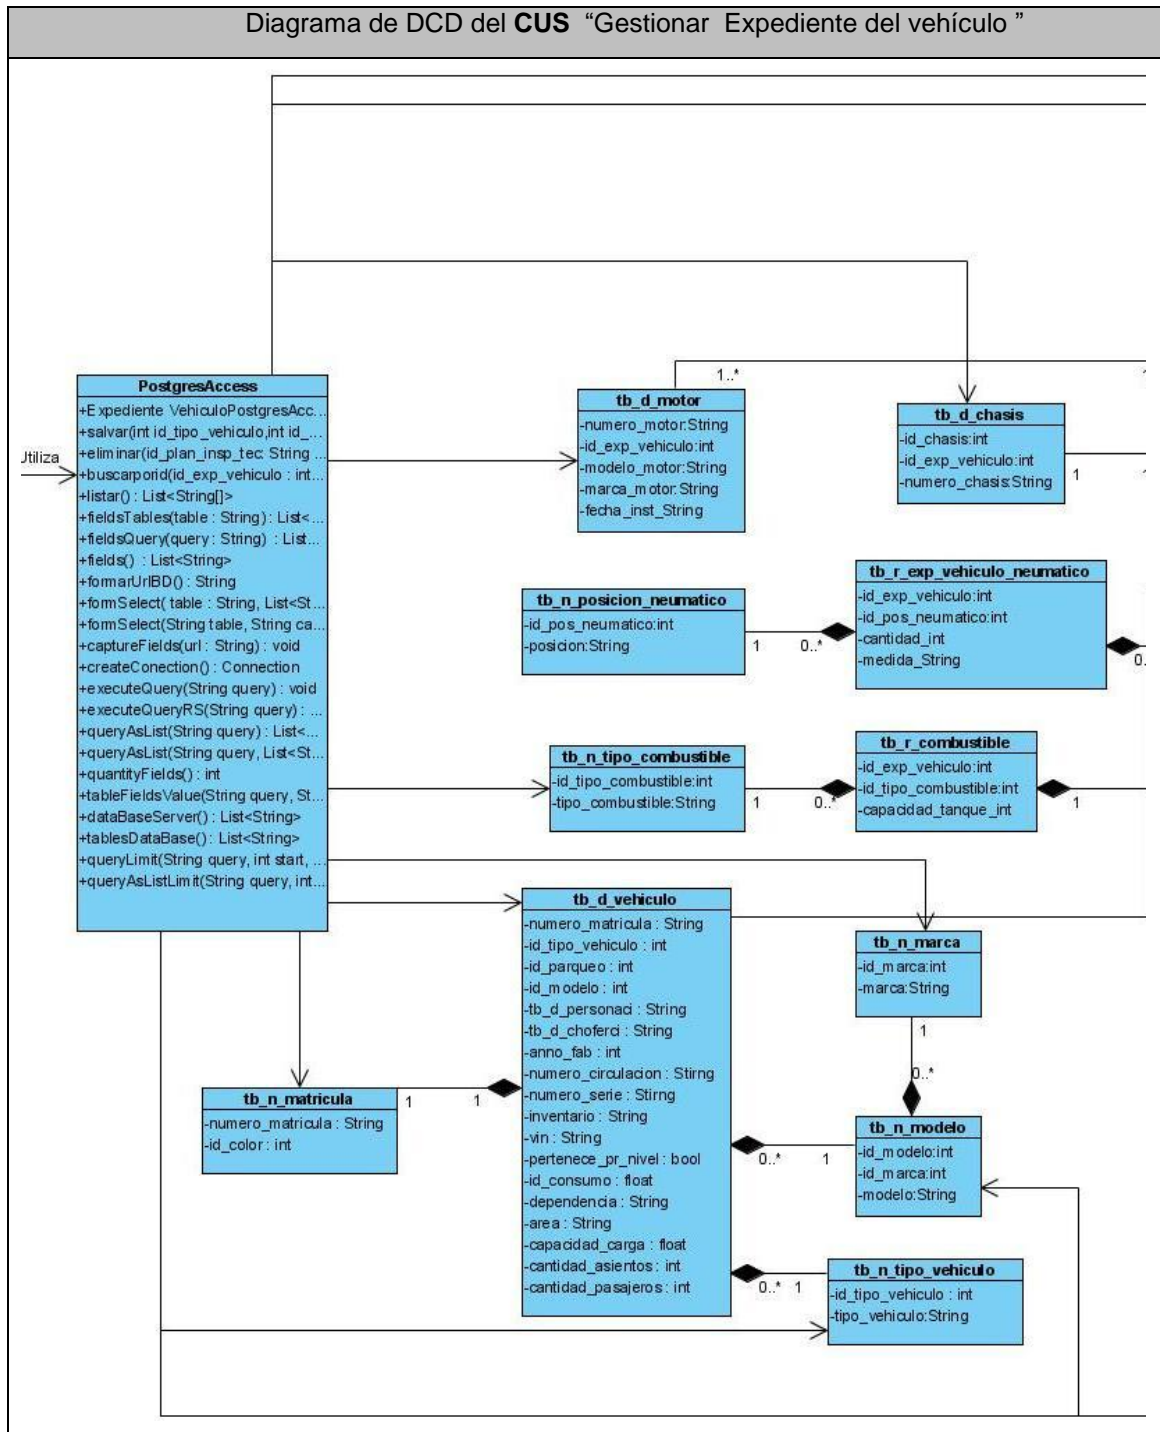 Diagrama de DCD del CUS “Gestionar Expediente del vehículo ”
Utiliza
PostgresAccess
+Expediente VehiculoPostgresAcc...
+salvar(int id_tipo_vehiculo,int id_...
+eliminar(id_plan_insp_tec: String ...
+buscarporid(id_exp_vehiculo : int...
+listar() : List<String[]>
+fieldsTables(table : String) : List<...
+fieldsQuery(query : String) : List...
+fields() : List<String>
+formarUrlBD() : String
+formSelect( table : String, List<St...
+formSelect(String table, String ca...
+captureFields(url : String) : void
+createConection() : Connection
+executeQuery(String query) : void
+executeQueryRS(String query) : ...
+queryAsList(String query) : List<...
+queryAsList(String query, List<St...
+quantityFields() : int
+tableFieldsValue(String query, St...
+dataBaseServer() : List<String>
+tablesDataBase() : List<String>
+queryLimit(String query, int start, ...
+queryAsListLimit(String query, int...
1..*
1
tb_d_motor
-numero_motor:String
-id_exp_vehiculo:int
-modelo_motor:String
-marca_motor:String
-fecha_inst_String
tb_d_chasis
-id_chasis:int
-id_exp_vehiculo:int
-numero_chasis:String
1
1
tb_n_posicion_neumatico
-id_pos_neumatico:int
-posicion:String
1
0..*
tb_r_exp_vehiculo_neumatico
-id_exp_vehiculo:int
-id_pos_neumatico:int
-cantidad_int
-medida_String
0..
tb_n_tipo_combustible
-id_tipo_combustible:int
-tipo_combustible:String
1
0..*
tb_r_combustible
-id_exp_vehiculo:int
-id_tipo_combustible:int
-capacidad_tanque_int
1
tb_d_vehiculo
-numero_matricula : String
-id_tipo_vehiculo : int
-id_parqueo : int
-id_modelo : int
-tb_d_personaci : String
-tb_d_choferci : String
-anno_fab : int
-numero_circulacion : Stirng
-numero_serie : Stirng
-inventario : String
-vin : String
-pertenece_pr_nivel : bool
-id_consumo : float
-dependencia : String
-area : String
-capacidad_carga : float
-cantidad_asientos : int
-cantidad_pasajeros : int
tb_n_marca
-id_marca:int
-marca:String
1
0..*
tb_n_matricula
-numero_matricula : String
-id_color : int
1
1
tb_n_modelo
-id_modelo:int
-id_marca:int
-modelo:String
0..*
1
tb_n_tipo_vehiculo
-id_tipo_vehiculo : int
-tipo_vehiculo:String
0..*
1